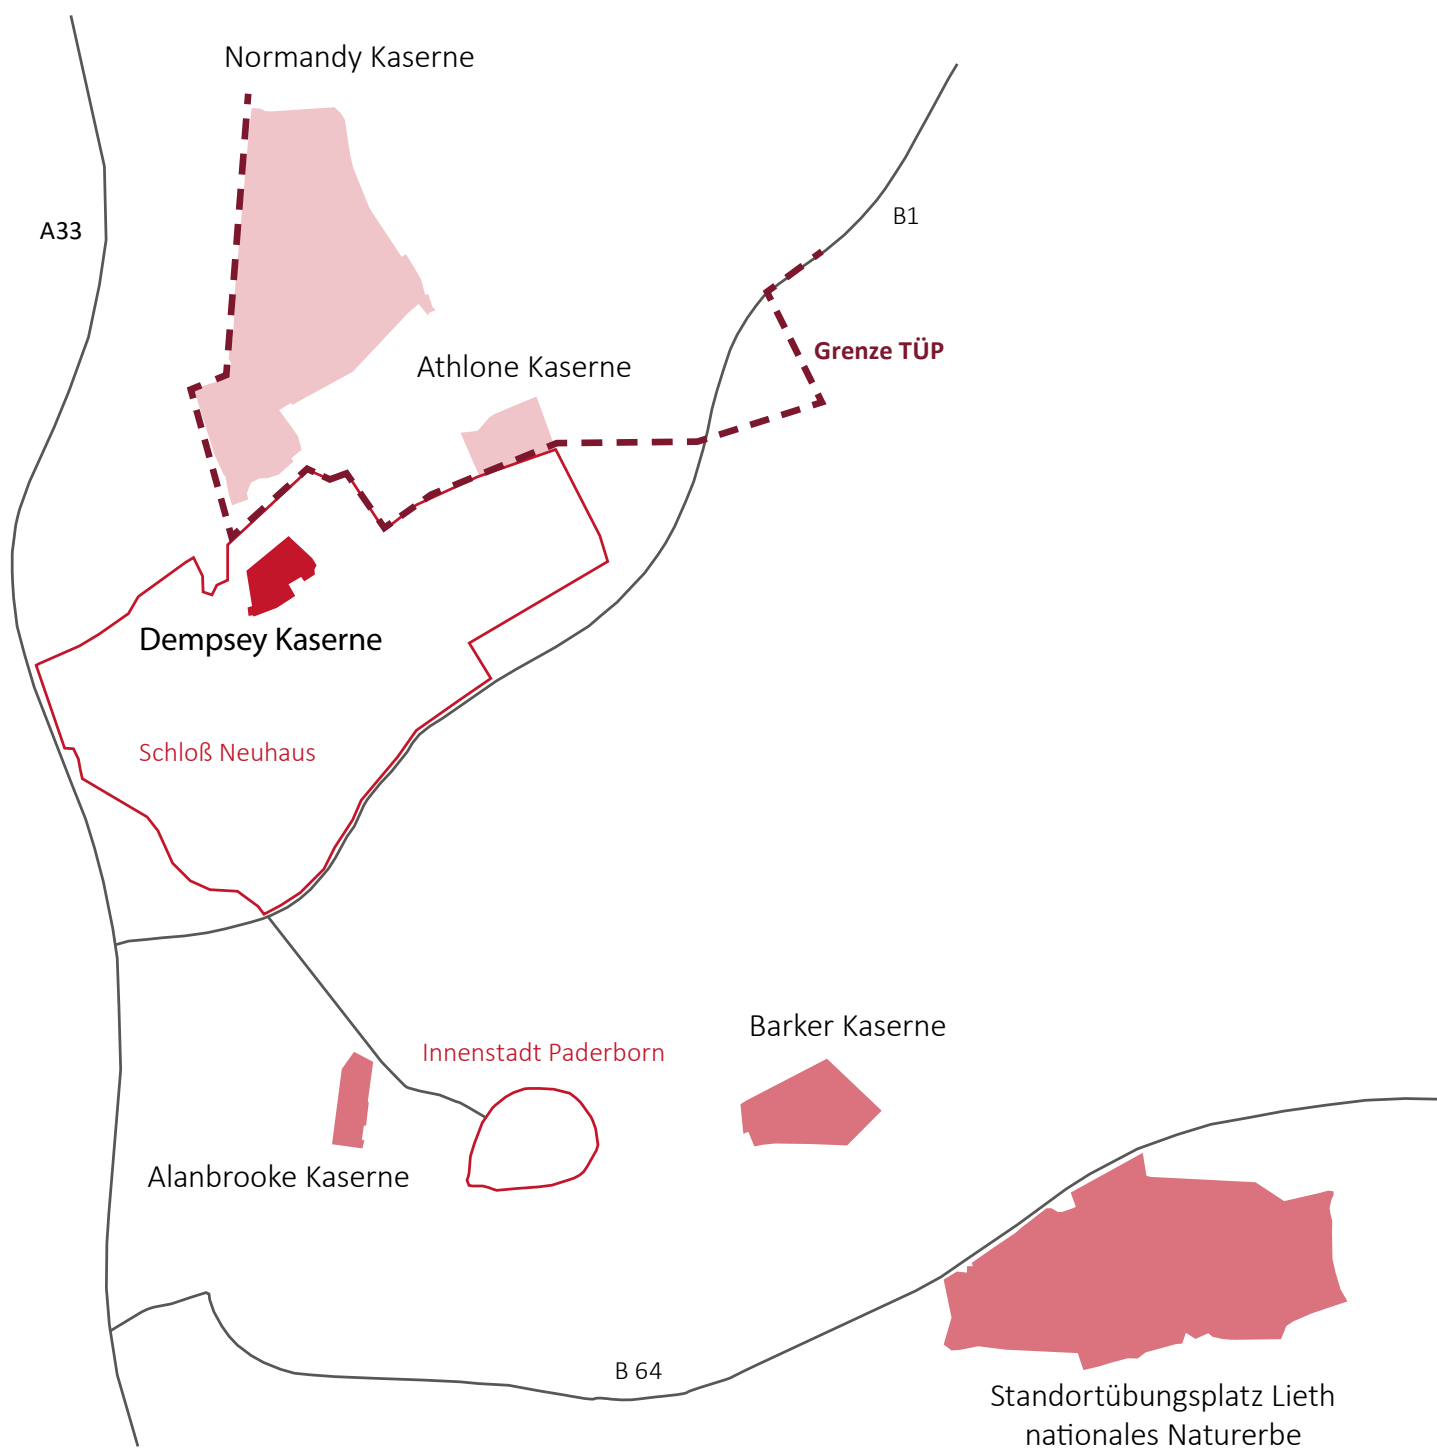 Normandy Kaserne
B1
A33
Grenze TÜP
Athlone Kaserne
Dempsey Kaserne
Schloß Neuhaus
Barker Kaserne
Innenstadt Paderborn
Alanbrooke Kaserne
B 64
Standortübungsplatz Lieth
nationales Naturerbe